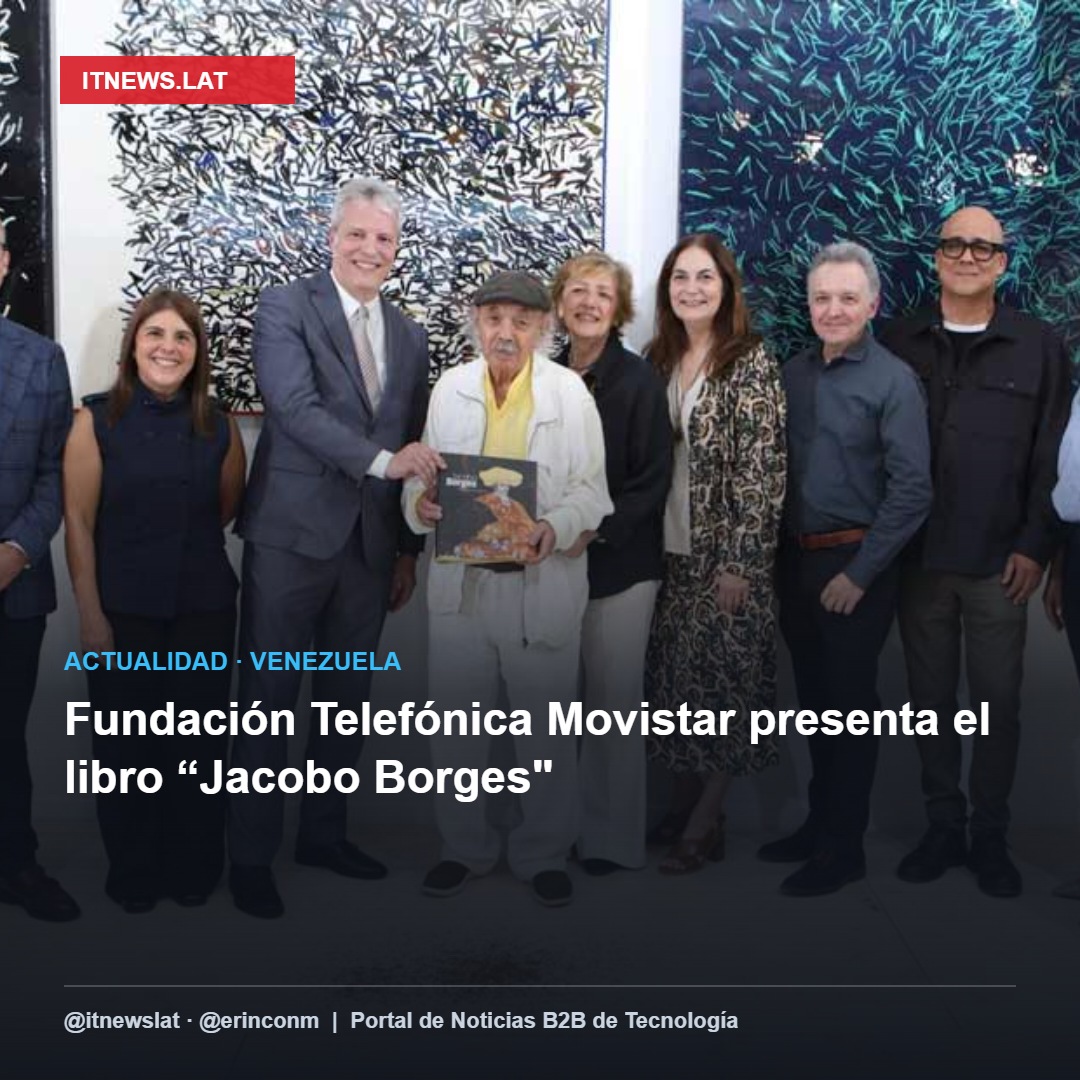 ITNEWS.LAT
Borges
ACTUALIDAD · VENEZUELA
Fundación Telefónica Movistar presenta el
libro “Jacobo Borges"
@itnewslat · @erinconm | Portal de Noticias B2B de Tecnología